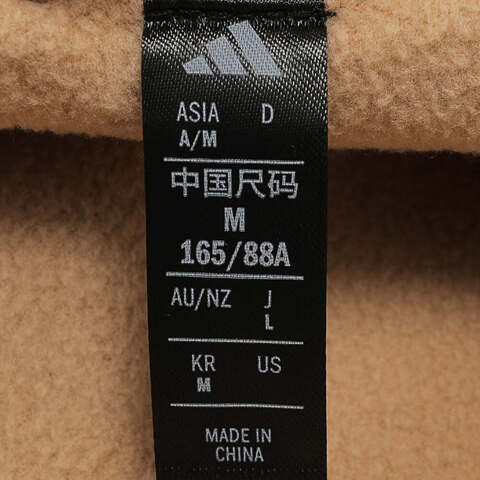 ASIA D
A/M
中国尺码
M
165/88A
AU/NZ J
L
KR US
M
MADE IN
CHINA